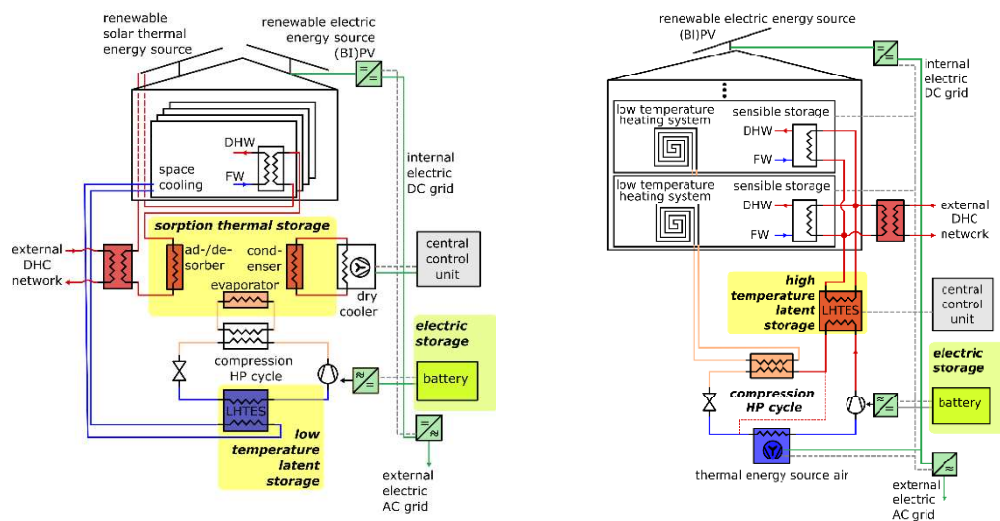 renewable
solar thermal
energy source
renewable
electric energy
source
(BI)PV
DHW
FW
space
cooling
internal
electric
DC grid
sorption thermal storage
external
DHC
network
ad-/de-
sorber
cond-
enser
evaporator
dry
cooler
central
control
unit
compression
HP cycle
electric
storage
battery
LHTES
low
temperature
latent
storage
external
electric
AC grid
renewable electric energy source
(BI)PV
internal
electric
DC grid
low temperature
heating system
sensible storage
DHW
FW
low temperature
heating system
sensible storage
DHW
FW
external
DHC
network
high
temperature
latent
storage
LHTES
central
control
unit
compression
HP cycle
electric
storage
battery
thermal energy source air
external
electric
AC grid